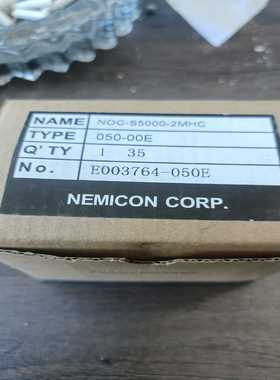 NAME NOC-S5000-2MHC
TYPE 050-00E
Q'TY 1 35
No. E003764-050E
NEMICON CORP.